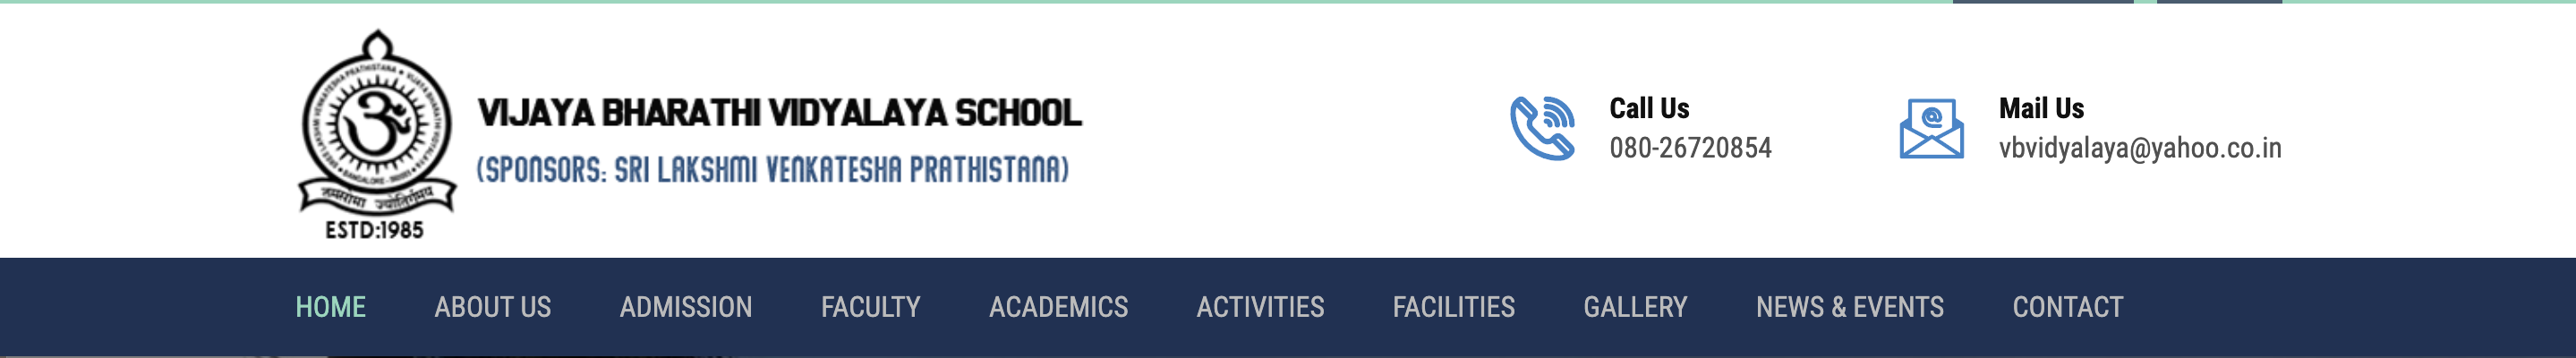 VIJAYA BHARATHI VIDYALAYA SCHOOL
(SPONSORS: SRI LAKSHMI VENKATESHA PRATHISTANA)
ESTD:1985
Call Us
080-26720854
Mail Us
vbvidyalaya@yahoo.co.in
HOME ABOUT US ADMISSION FACULTY ACADEMICS ACTIVITIES FACILITIES GALLERY NEWS & EVENTS CONTACT